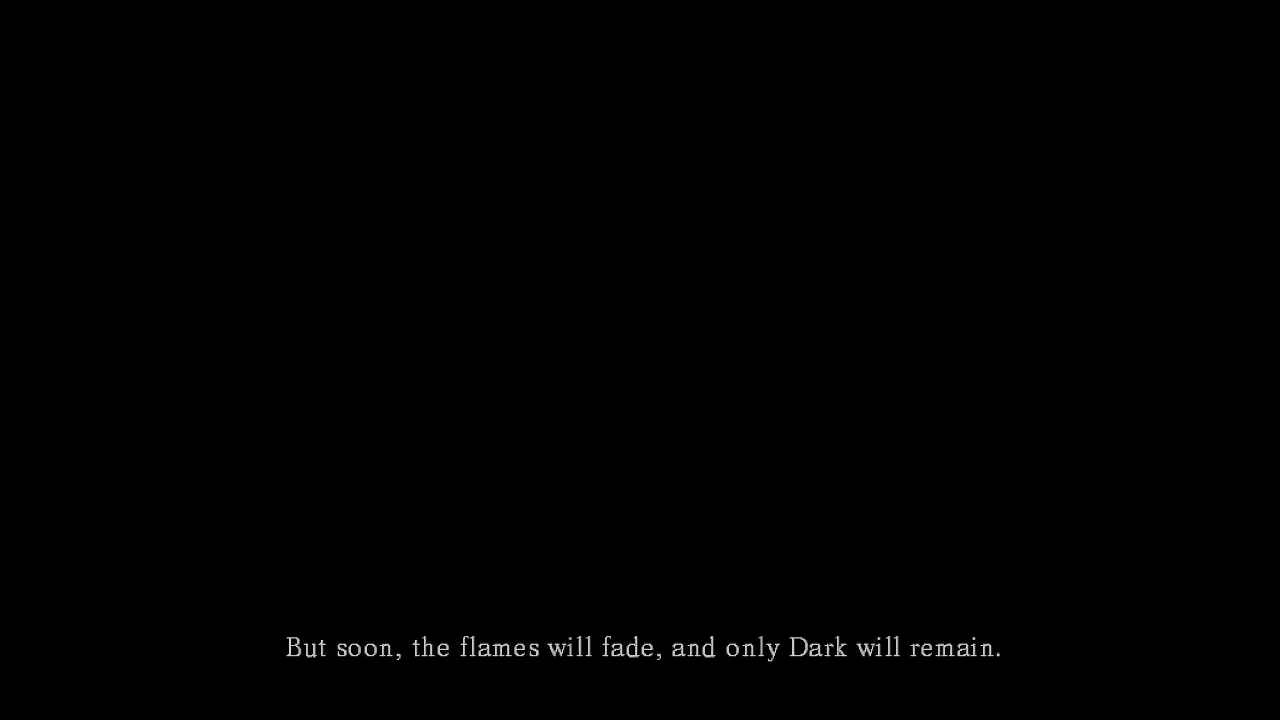 But soon, the flames will fade, and only Dark will remain.